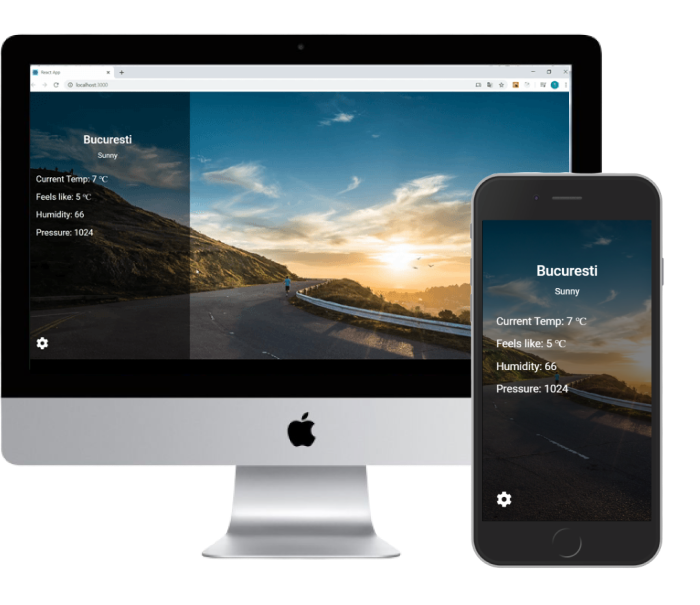 React App
localhost:3001
Bucuresti
Sunny
Current Temp: 7 ℃
Feels like: 5 ℃
Humidity: 66
Pressure: 1024
Bucuresti
Sunny
Current Temp: 7 ℃
Feels like: 5 ℃
Humidity: 66
Pressure: 1024